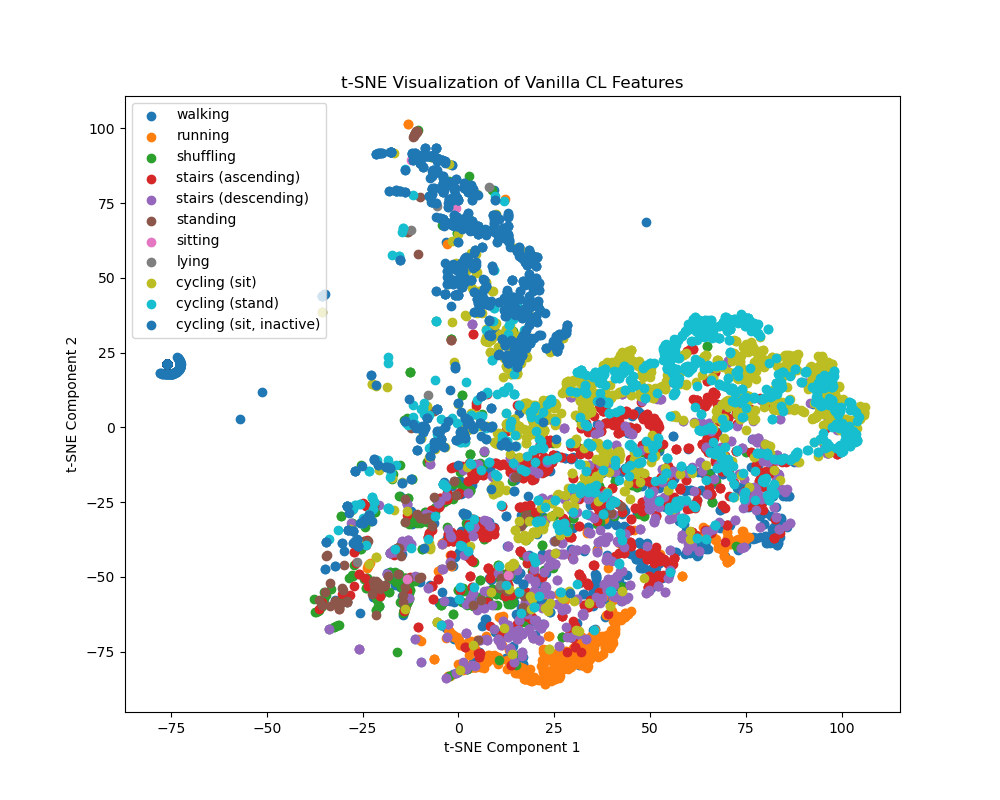 t-SNE Visualization of Vanilla CL Features
walking
running
shuffling
stairs (ascending)
stairs (descending)
standing
sitting
lying
cycling (sit)
cycling (stand)
cycling (sit, inactive)
100
75
50
25
0
−25
−50
−75
t-SNE Component 2
−75
−50
−25
0
25
50
75
100
t-SNE Component 1